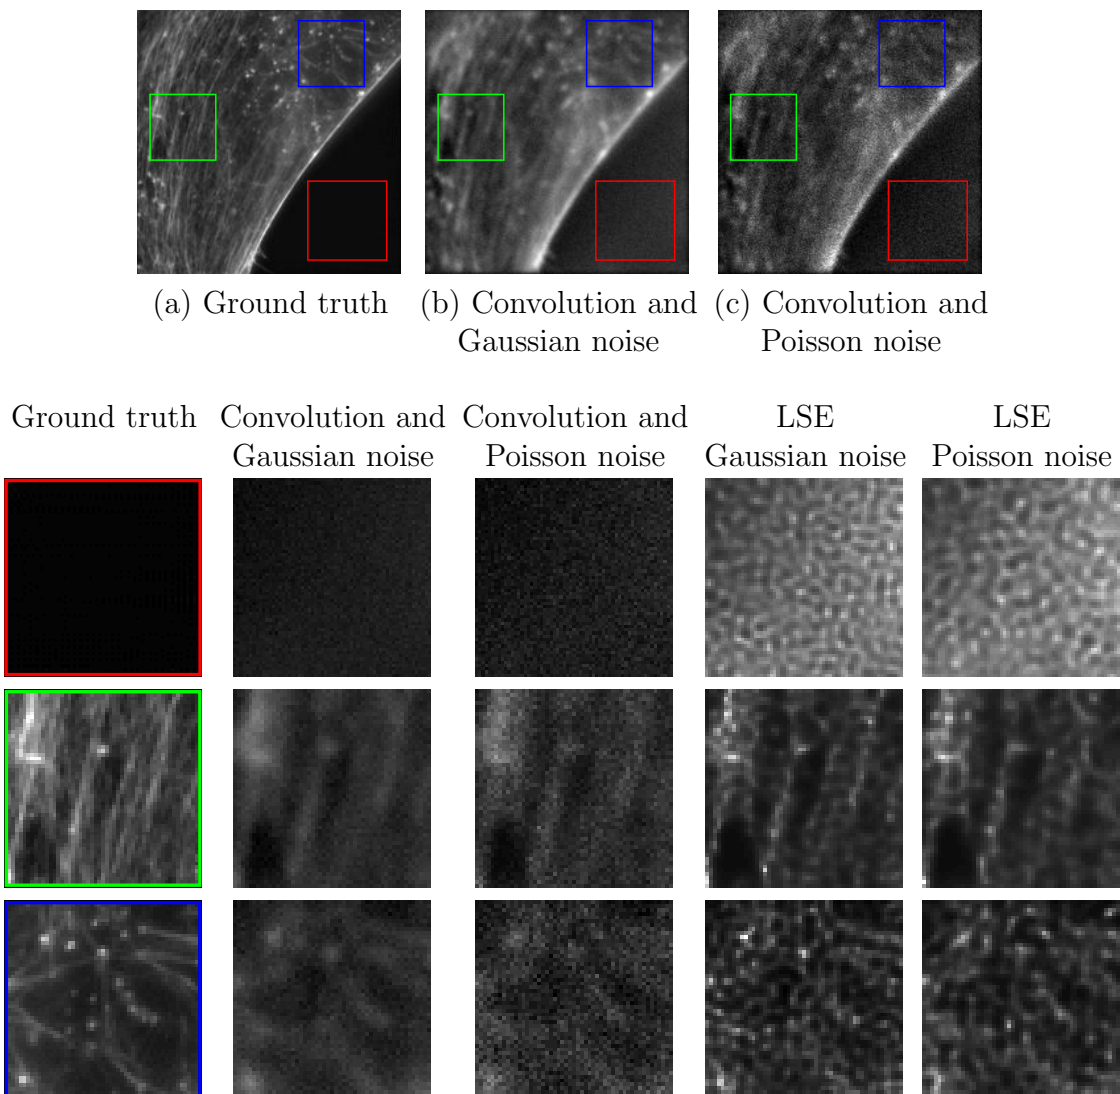 (a) Ground truth
(b) Convolution and
Gaussian noise
(c) Convolution and
Poisson noise
Ground truth
Convolution and
Gaussian noise
Convolution and
Poisson noise
LSE
Gaussian noise
LSE
Poisson noise